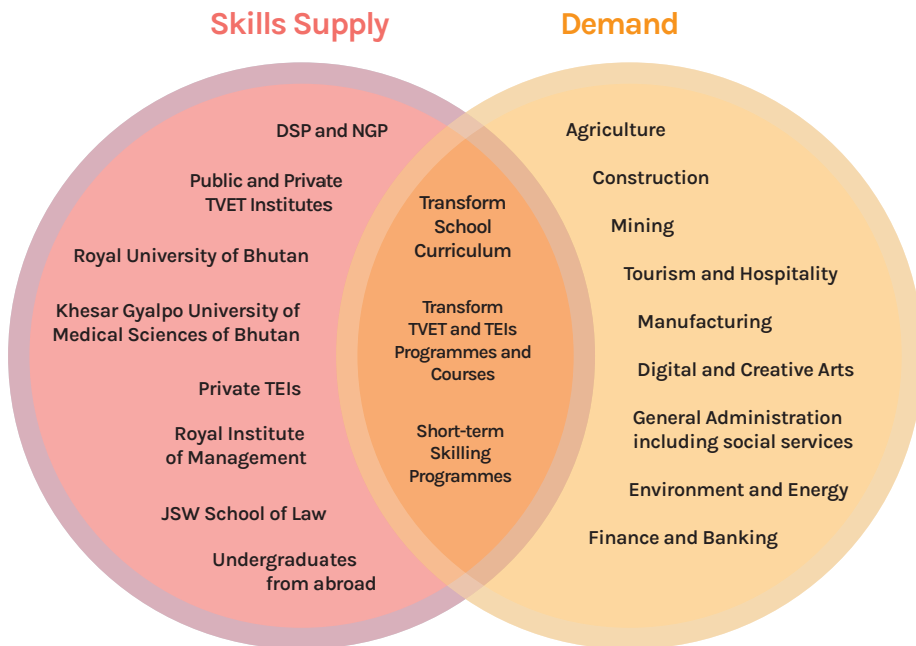 Skills Supply
Demand
DSP and NGP
Public and Private
TVET Institutes
Royal University of Bhutan
Khesar Gyalpo University of
Medical Sciences of Bhutan
Private TEIs
Royal Institute
of Management
JSW School of Law
Undergraduates
from abroad
Transform
School
Curriculum
Transform
TVET and TEIs
Programmes and
Courses
Short-term
Skilling
Programmes
Agriculture
Construction
Mining
Tourism and Hospitality
Manufacturing
Digital and Creative Arts
General Administration
including social services
Environment and Energy
Finance and Banking